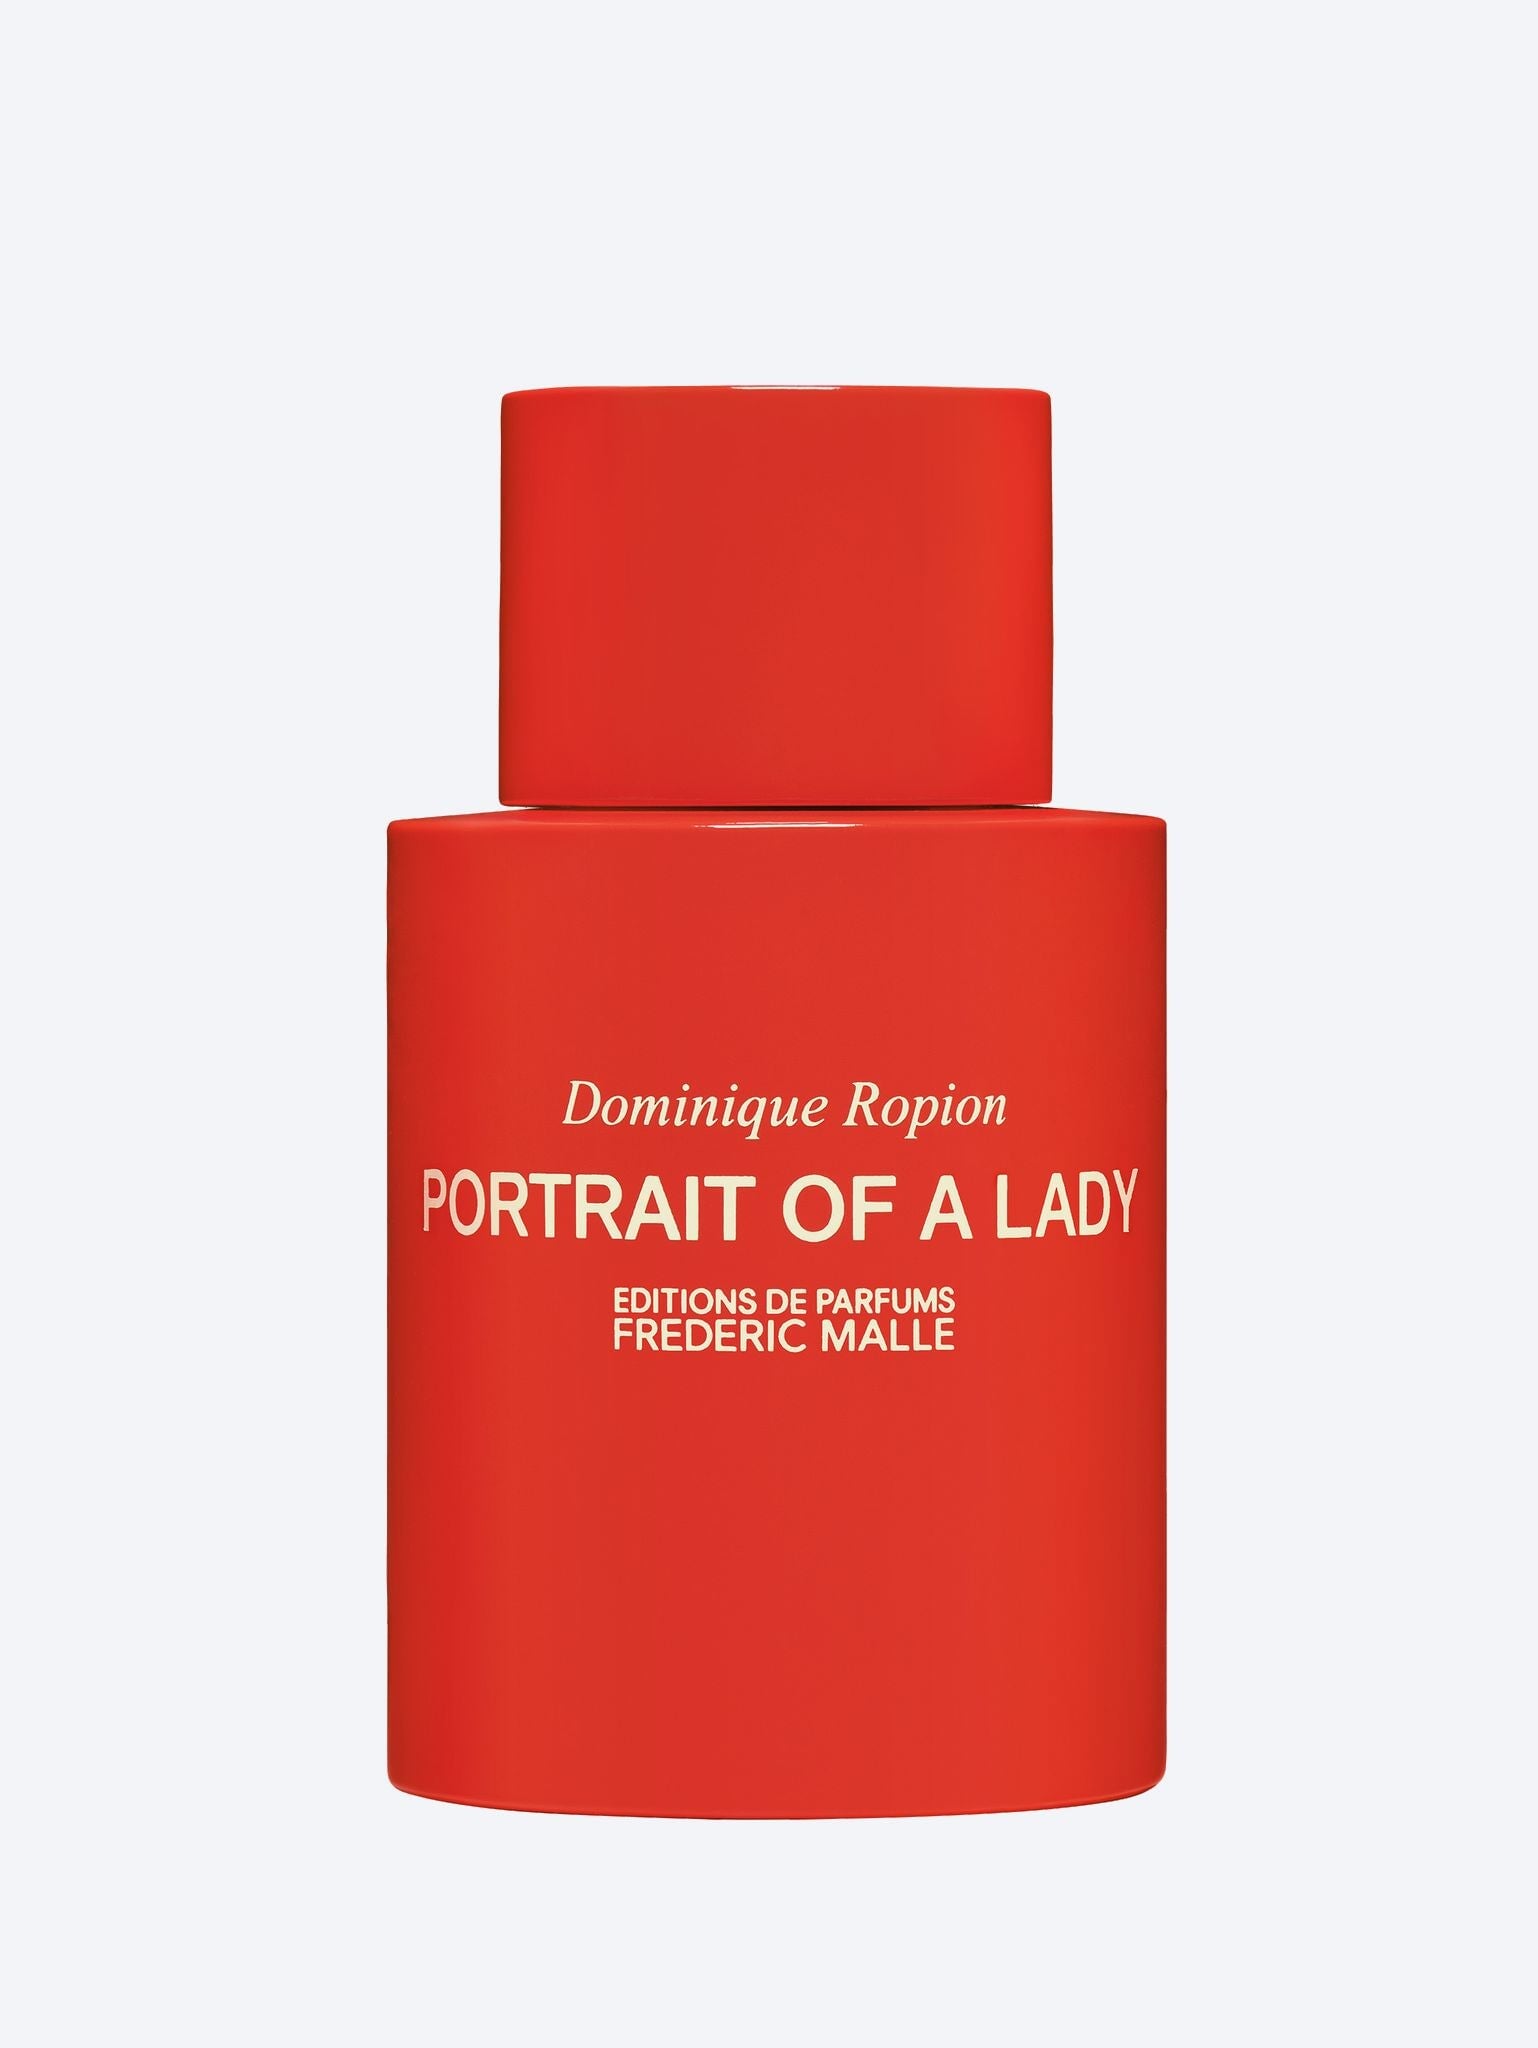 Dominique Ropion
PORTRAIT OF A LADY
EDITIONS DE PARFUMS
FREDERIC MALLE